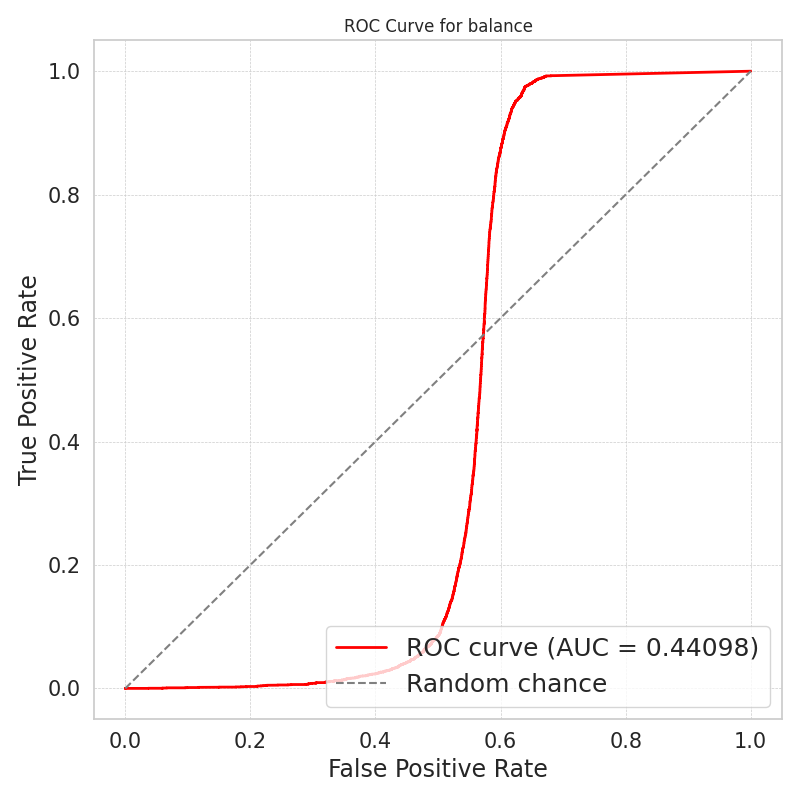 ROC Curve for balance
1.0
0.8
0.6
0.4
0.2
0.0
True Positive Rate
ROC curve (AUC = 0.44098)
Random chance
0.0 0.2 0.4 0.6 0.8 1.0
False Positive Rate